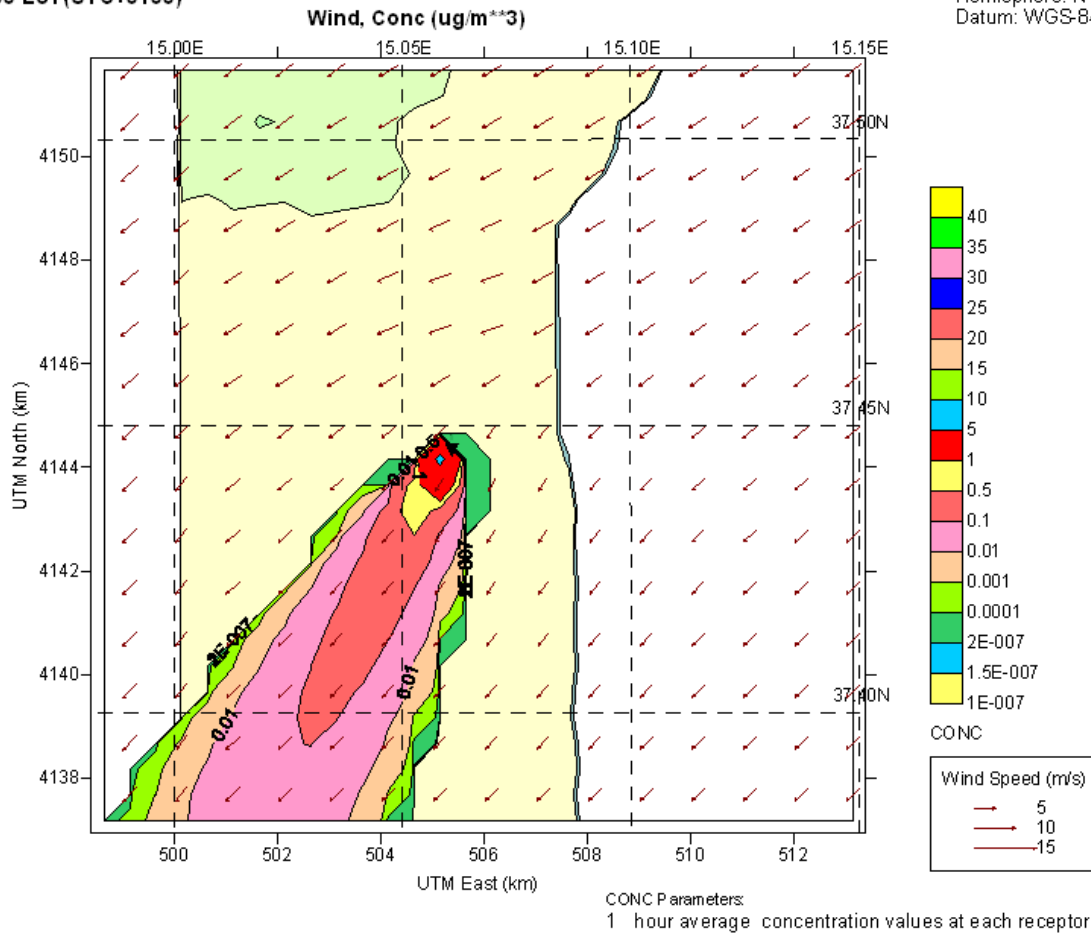 Wind, Conc (ug/m**3)
Datum: WGS-84
15.00E 15.05E 15.10E 15.15E
37.50N
4150
4148
4146
37.45N
4144
4142
4140
37.40N
4138
UTM North (km)
0.01
0.5
2E-007
0.01
0.01
500 502 504 506 508 510 512
UTM East (km)
40
35
30
25
20
15
10
5
1
0.5
0.1
0.01
0.001
0.0001
2E-007
1.5E-007
1E-007
CONC
Wind Speed (m/s)
5
10
15
CONC Parameters:
1 hour average concentration values at each receptor